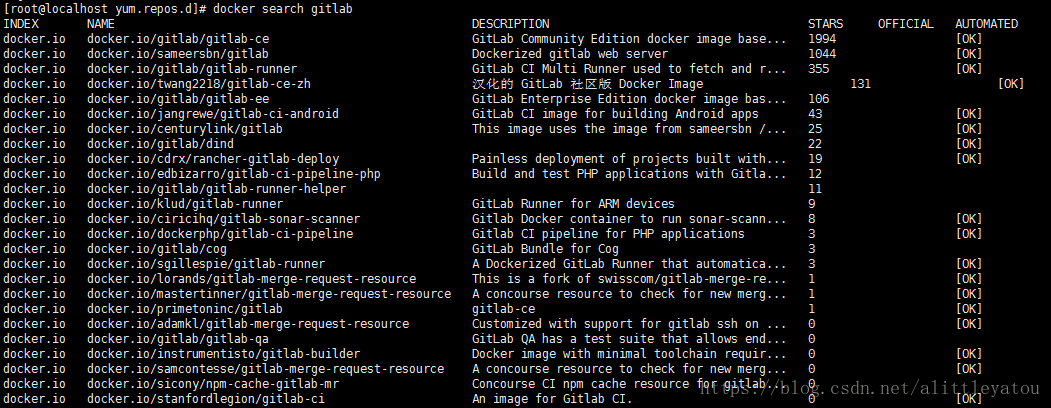 [root@localhost yum.repos.d]# docker search gitlab
INDEX NAME DESCRIPTION STARS OFFICIAL AUTOMATED
docker.io docker.io/gitlab/gitlab-ce GitLab Community Edition docker image base... 1994 [OK]
docker.io docker.io/sameersbn/gitlab Dockerized gitlab web server 1044 [OK]
docker.io docker.io/gitlab/gitlab-runner GitLab CI Multi Runner used to fetch and r... 355 [OK]
docker.io docker.io/twang2218/gitlab-ce-zh 汉化的 GitLab 社区版 Docker Image 131 [OK]
docker.io docker.io/gitlab/gitlab-ee GitLab Enterprise Edition docker image bas... 106
docker.io docker.io/jangrewe/gitlab-ci-android GitLab CI image for building Android apps 43 [OK]
docker.io docker.io/centurylink/gitlab This image uses the image from sameersbn /... 25 [OK]
docker.io docker.io/gitlab/dind 22 [OK]
docker.io docker.io/cdrx/rancher-gitlab-deploy Painless deployment of projects built with... 19 [OK]
docker.io docker.io/edbizarro/gitlab-ci-pipeline-php Build and test PHP applications with Gitla... 12
docker.io docker.io/gitlab/gitlab-runner-helper 11
docker.io docker.io/klud/gitlab-runner GitLab Runner for ARM devices 9
docker.io docker.io/ciricihq/gitlab-sonar-scanner Gitlab Docker container to run sonar-scann... 8 [OK]
docker.io docker.io/dockerphp/gitlab-ci-pipeline Gitlab CI pipeline for PHP applications 3 [OK]
docker.io docker.io/gitlab/cog GitLab Bundle for Cog 3
docker.io docker.io/sgillespie/gitlab-runner A Dockerized GitLab Runner that automatica... 3 [OK]
docker.io docker.io/lorands/gitlab-merge-request-resource This is a fork of swisscom/gitlab-merge-re... 1 [OK]
docker.io docker.io/mastertinner/gitlab-merge-request-resource A concourse resource to check for new merg... 1 [OK]
docker.io docker.io/primetoninc/gitlab gitlab-ce 1 [OK]
docker.io docker.io/adamkl/gitlab-merge-request-resource Customized with support for gitlab ssh on ... 0 [OK]
docker.io docker.io/gitlab/gitlab-qa GitLab QA has a test suite that allows end... 0
docker.io docker.io/instrumentisto/gitlab-builder Docker image with minimal toolchain requir... 0 [OK]
docker.io docker.io/samcontesse/gitlab-merge-request-resource A concourse resource to check for new merg... 0 [OK]
docker.io docker.io/sicony/npm-cache-gitlab-mr Concourse CI npm cache resource for gitlab... 0 [OK]
docker.io docker.io/stanfordlegion/gitlab-ci An image for Gitlab CI. 0 [OK]
https://blog.csdn.net/alittleyatou